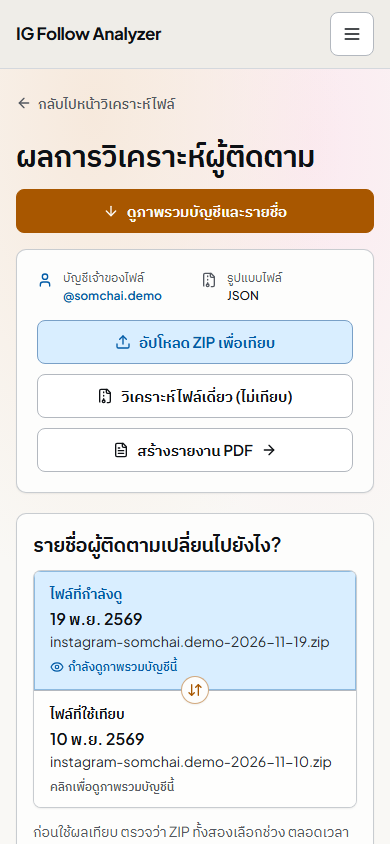 IG Follow Analyzer
กลับไปหน้าวิเคราะห์ไฟล์
ผลการวิเคราะห์ผู้ติดตาม
ดูภาพรวมบัญชีและรายชื่อ
บัญชีเจ้าของไฟล์
@somchai.demo
รูปแบบไฟล์
JSON
อัปโหลด ZIP เพื่อเทียบ
วิเคราะห์ไฟล์เดี่ยว (ไม่เทียบ)
สร้างรายงาน PDF
รายชื่อผู้ติดตามเปลี่ยนไปยังไง?
ไฟล์ที่กำลังดู
19 พ.ย. 2569
instagram-somchai.demo-2026-11-19.zip
กำลังดูภาพรวมบัญชีนี้
ไฟล์ที่ใช้เทียบ
10 พ.ย. 2569
instagram-somchai.demo-2026-11-10.zip
คลิกเพื่อดูภาพรวมบัญชีนี้
ก่อนใช้ผลเทียบ ตรวจว่า ZIP ทั้งสองเลือกช่วง ตลอดเวลา